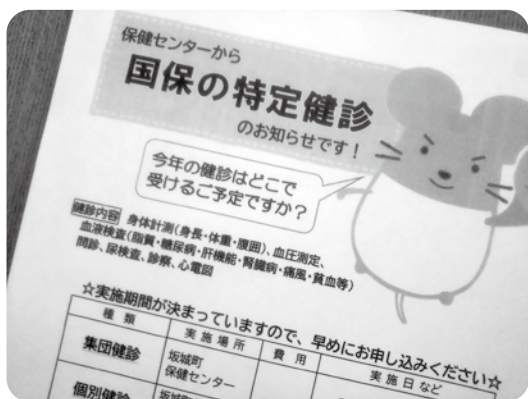 保健センターから
国保の特定健診
のお知らせです！
今年の健診はどこで
受けるご予定ですか？
健診内容 身体計測（身長・体重・腹囲）、血圧測定、
血液検査（脂質・糖尿病・肝機能・腎臓病・痛風・貧血等）
問診、尿検査、診察、心電図
☆実施期間が決まっていますので、早めにお申し込みください☆
種類 実施場所 費用 実施日など
集団健診 坂城町
保健センター
個別健診